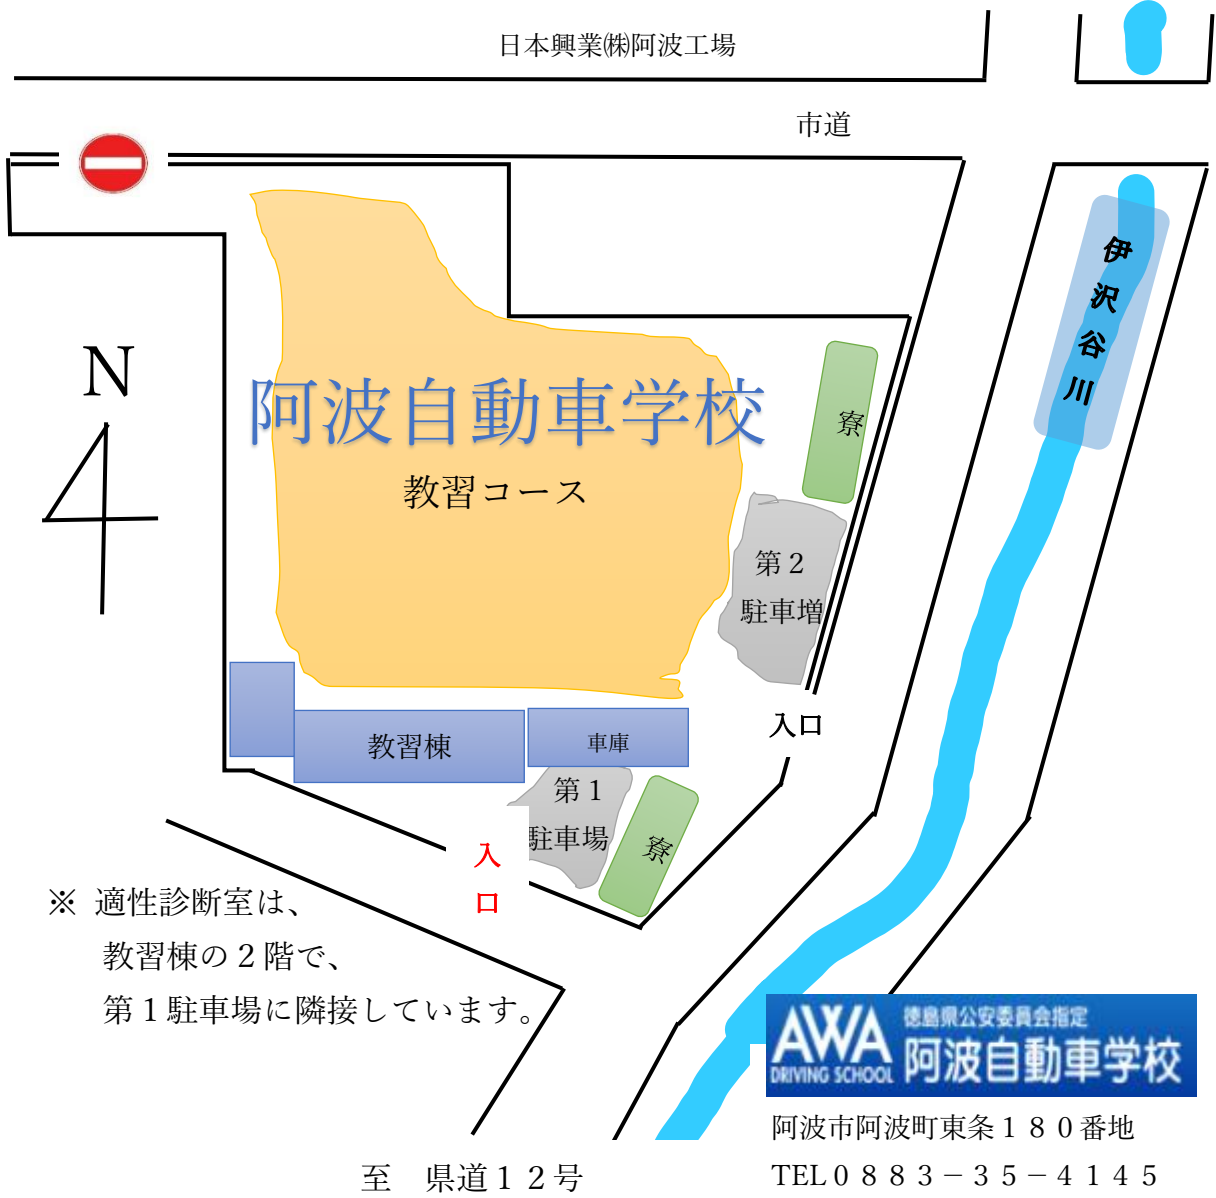 日本興業㈱阿波工場
市道
伊沢谷川
N
阿波自動車学校
教習コース
寮
第２
駐車増
入口
教習棟
車庫
第１
駐車場
寮
入
口
※ 適性診断室は、
教習棟の２階で、
第１駐車場に隣接しています。
AWA
DRIVING SCHOOL
徳島県公安委員会指定
阿波自動車学校
阿波市阿波町東条１８０番地
TEL０８８３－３５－４１４５
至　県道１２号